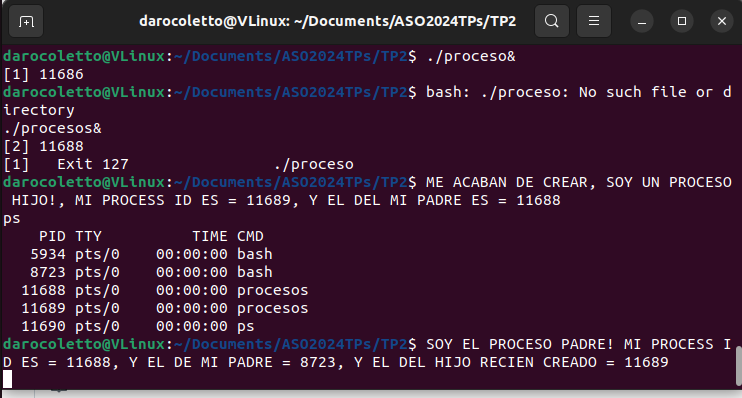 darocoletto@VLinux: ~/Documents/ASO2024TPs/TP2
darocoletto@VLinux:~/Documents/ASO2024TPs/TP2$ ./proceso&
[1] 11686
darocoletto@VLinux:~/Documents/ASO2024TPs/TP2$ bash: ./proceso: No such file or d
irectory
./procesos&
[2] 11688
[1]   Exit 127             ./proceso
darocoletto@VLinux:~/Documents/ASO2024TPs/TP2$ ME ACABAN DE CREAR, SOY UN PROCESO
 HIJO!, MI PROCESS ID ES = 11689, Y EL DEL MI PADRE ES = 11688
ps
    PID TTY          TIME CMD
   5934 pts/0    00:00:00 bash
   8723 pts/0    00:00:00 bash
  11688 pts/0    00:00:00 procesos
  11689 pts/0    00:00:00 procesos
  11690 pts/0    00:00:00 ps
darocoletto@VLinux:~/Documents/ASO2024TPs/TP2$ SOY EL PROCESO PADRE! MI PROCESS I
D ES = 11688, Y EL DE MI PADRE = 8723, Y EL DEL HIJO RECIEN CREADO = 11689